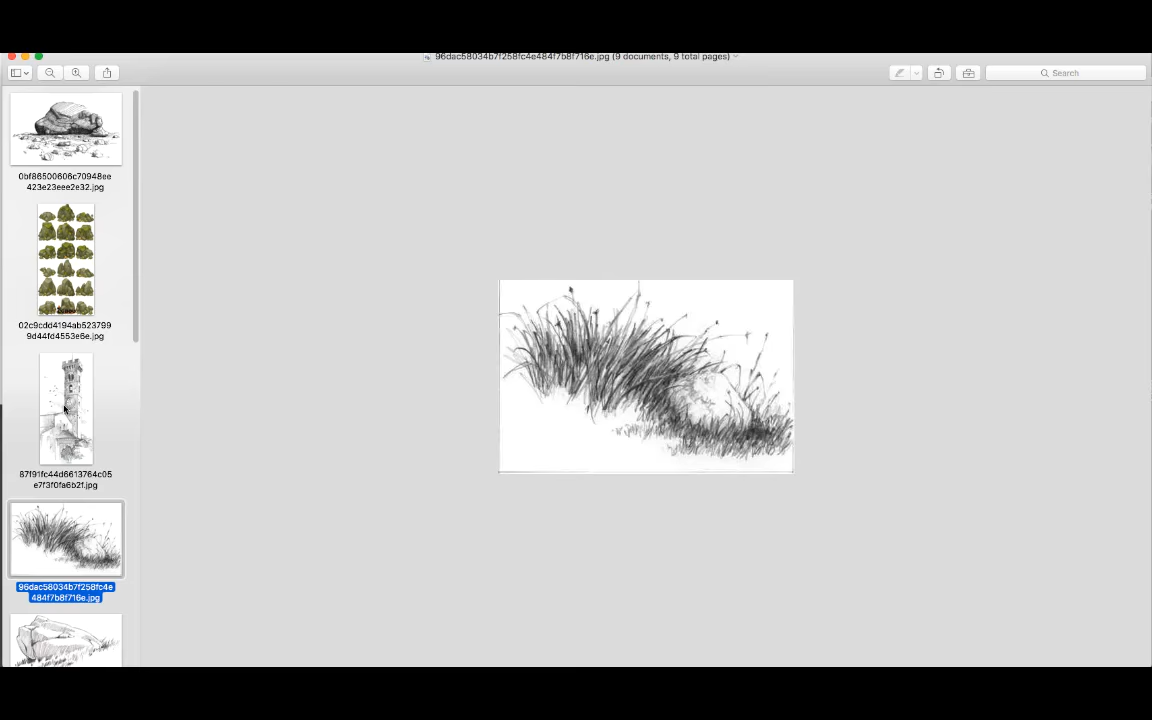 96dac58034b7f258fc4e484f7b8f716e.jpg (9 documents, 9 total pages)
Search
0bf86500606c70948ee
423e23eee2e32.jpg
02c9cdd4194ab523799
9d44fd4553e6e.jpg
87f91fc44d6613764c05
e7f3f0fa6b2f.jpg
96dac58034b7f258fc4e
484f7b8f716e.jpg